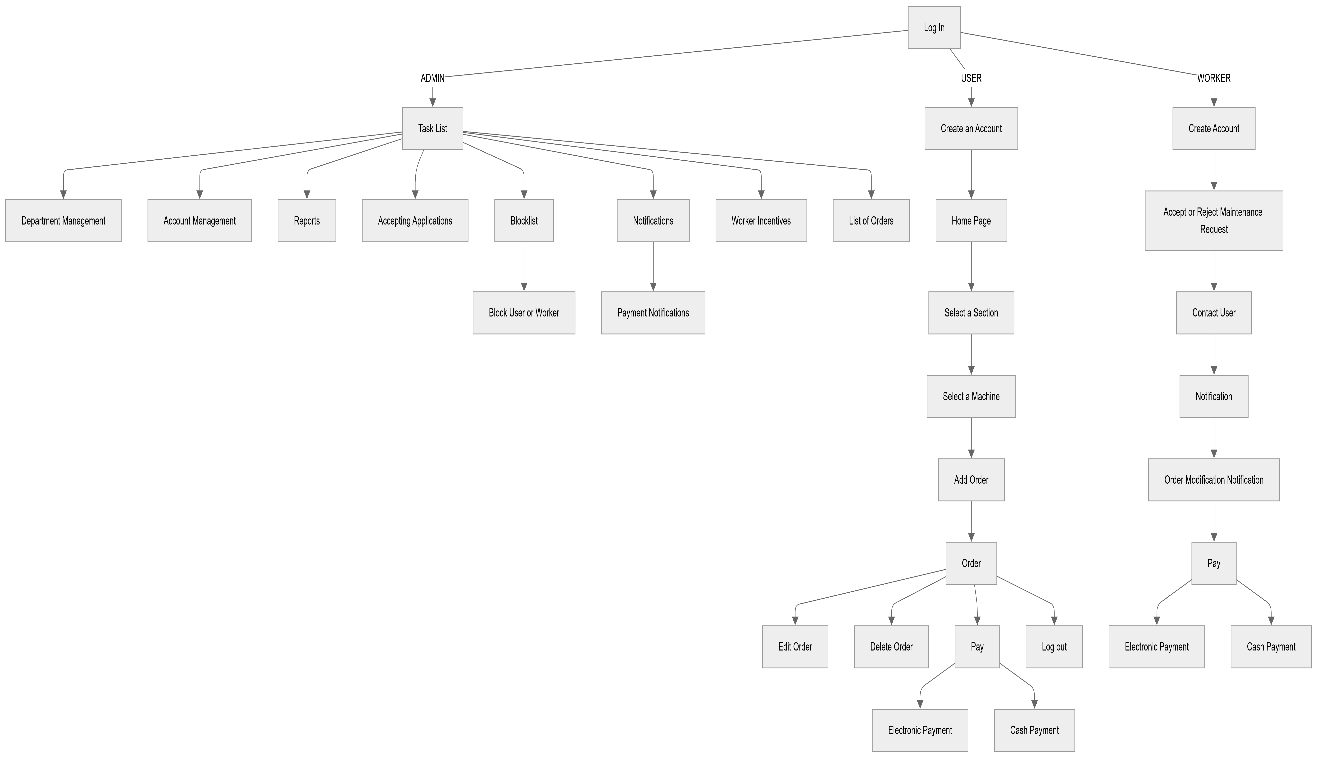 Log In
ADMIN
USER
WORKER
Task List
Create an Account
Create Account
Department Management
Account Management
Reports
Accepting Applications
Blocklist
Notifications
Worker Incentives
List of Orders
Home Page
Accept or Reject Maintenance
Request
Block User or Worker
Payment Notifications
Select a Section
Contact User
Select a Machine
Notification
Add Order
Order Modification Notification
Order
Pay
Edit Order
Delete Order
Pay
Log out
Electronic Payment
Cash Payment
Electronic Payment
Cash Payment